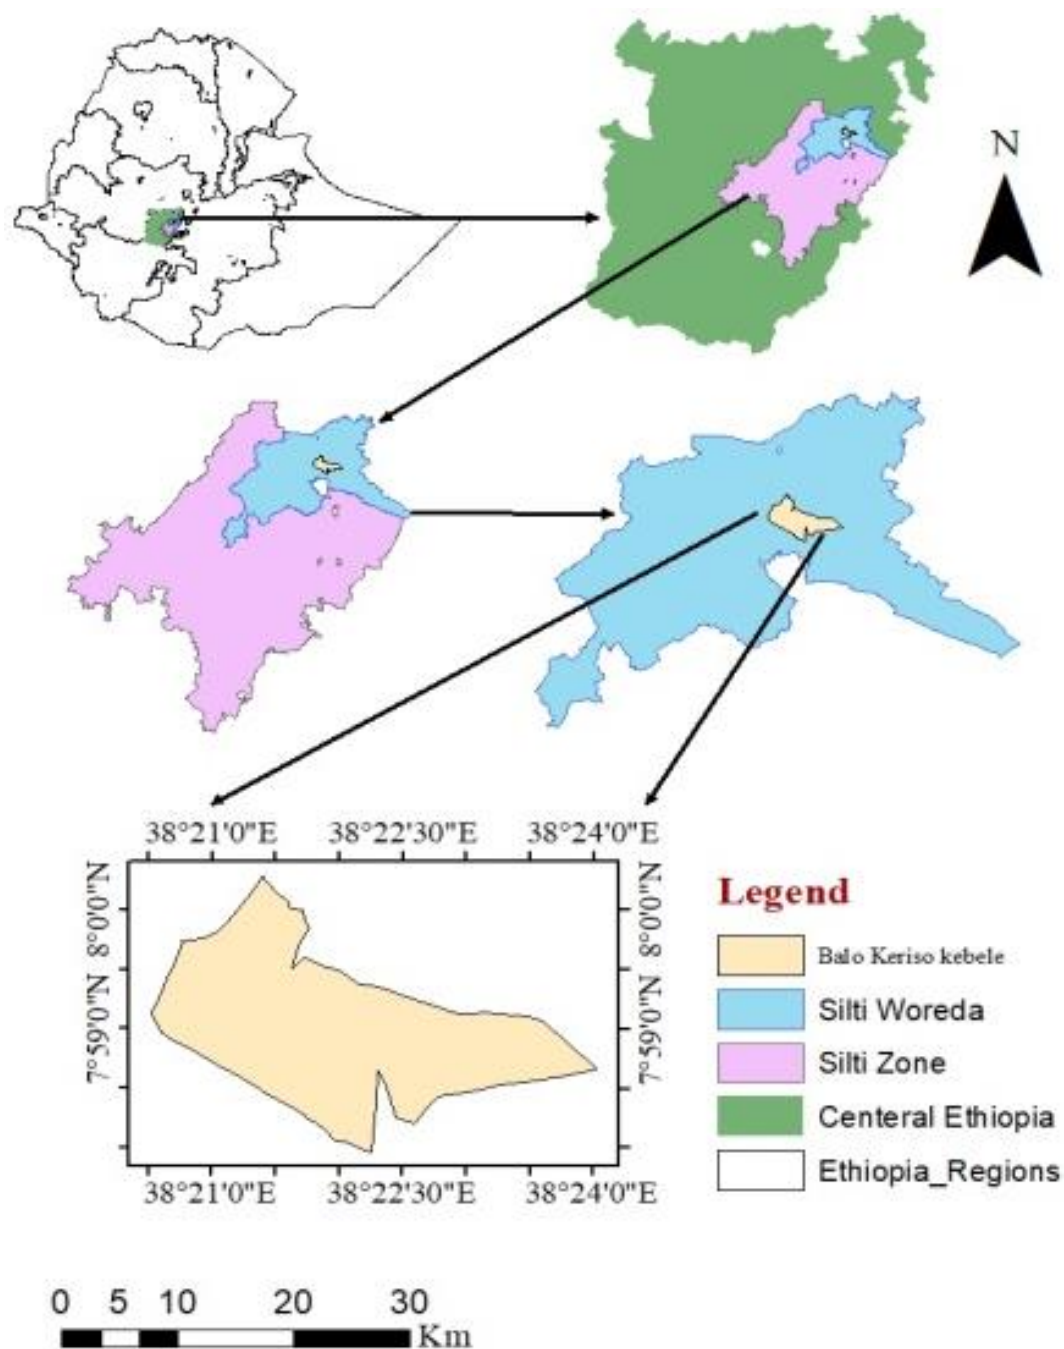 N
38°21'0"E 38°22'30"E 38°24'0"E
8°0'0"N
7°59'0"N
8°0'0"N
7°59'0"N
38°21'0"E 38°22'30"E 38°24'0"E
Legend
Balo Keriso kebele
Silti Woreda
Silti Zone
Centeral Ethiopia
Ethiopia_Regions
0 5 10 20 30
Km